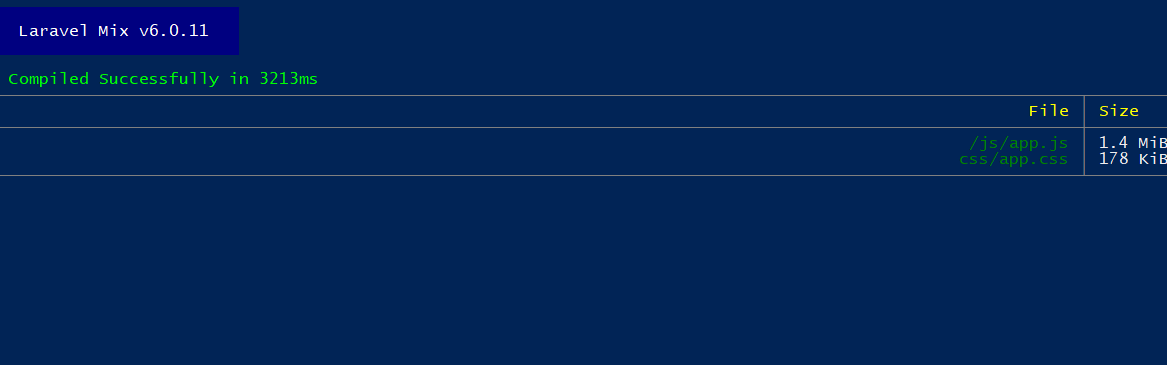 Laravel Mix v6.0.11
Compiled Successfully in 3213ms
File Size
/js/app.js 1.4 MiB
css/app.css 178 KiB